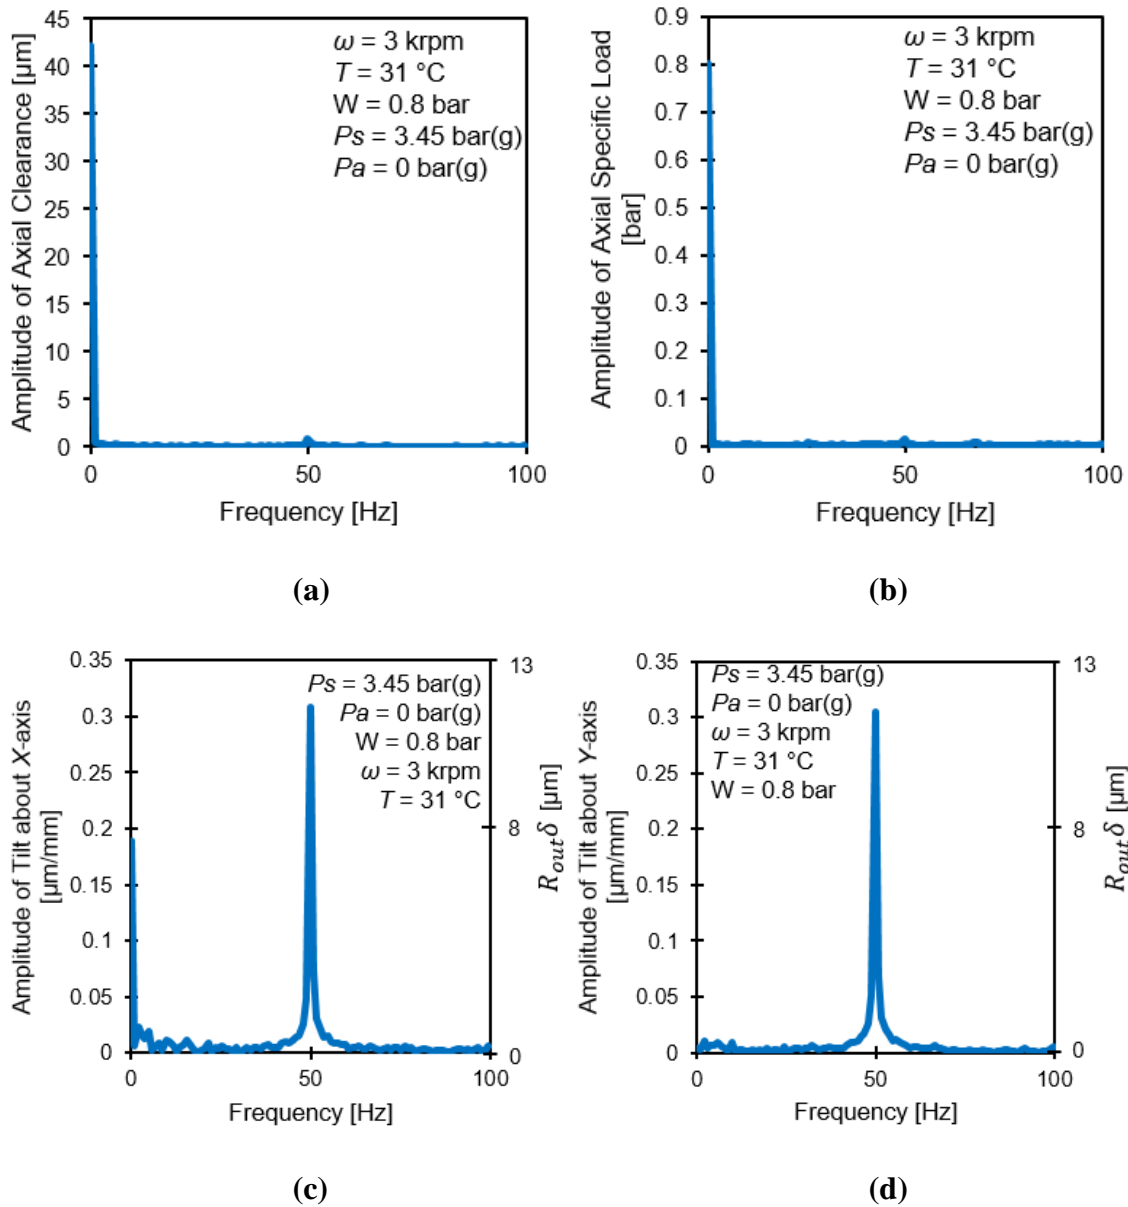 Amplitude of Axial Clearance [µm]
45
40
35
30
25
20
15
10
5
0
ω = 3 krpm
T = 31 °C
W = 0.8 bar
Ps = 3.45 bar(g)
Pa = 0 bar(g)
0
50
100
Frequency [Hz]
(a)
Amplitude of Axial Specific Load
[bar]
0.9
0.8
0.7
0.6
0.5
0.4
0.3
0.2
0.1
0
ω = 3 krpm
T = 31 °C
W = 0.8 bar
Ps = 3.45 bar(g)
Pa = 0 bar(g)
0
50
100
Frequency [Hz]
(b)
Amplitude of Tilt about X-axis
[µm/mm]
0.35
0.3
0.25
0.2
0.15
0.1
0.05
0
Ps = 3.45 bar(g)
Pa = 0 bar(g)
W = 0.8 bar
ω = 3 krpm
T = 31 °C
13
8
0
R_{out}δ [µm]
0
50
100
Frequency [Hz]
(c)
Amplitude of Tilt about Y-axis
[µm/mm]
0.35
0.3
0.25
0.2
0.15
0.1
0.05
0
Ps = 3.45 bar(g)
Pa = 0 bar(g)
ω = 3 krpm
T = 31 °C
W = 0.8 bar
13
8
0
R_{out}δ [µm]
0
50
100
Frequency [Hz]
(d)